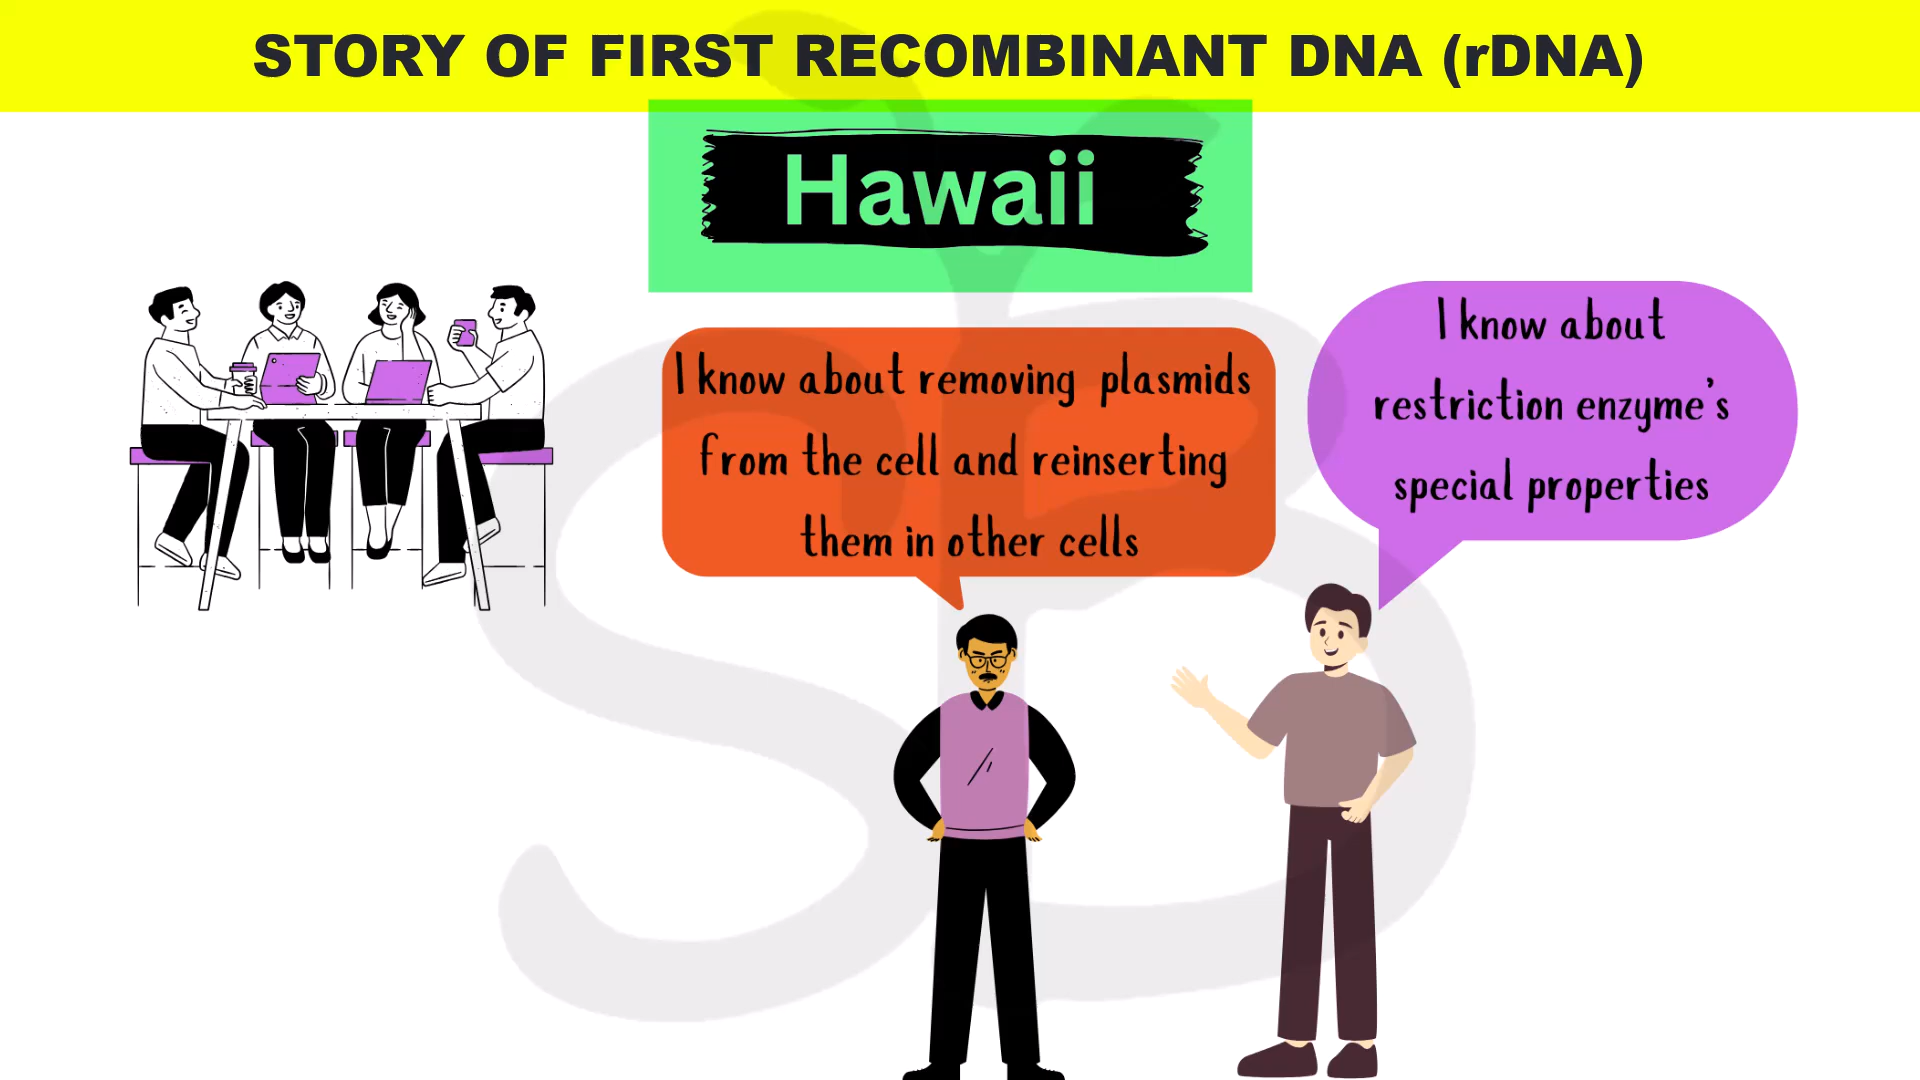 STORY OF FIRST RECOMBINANT DNA (rDNA)
Hawaii
I know about removing plasmids
from the cell and reinserting
them in other cells
I know about
restriction enzyme's
special properties